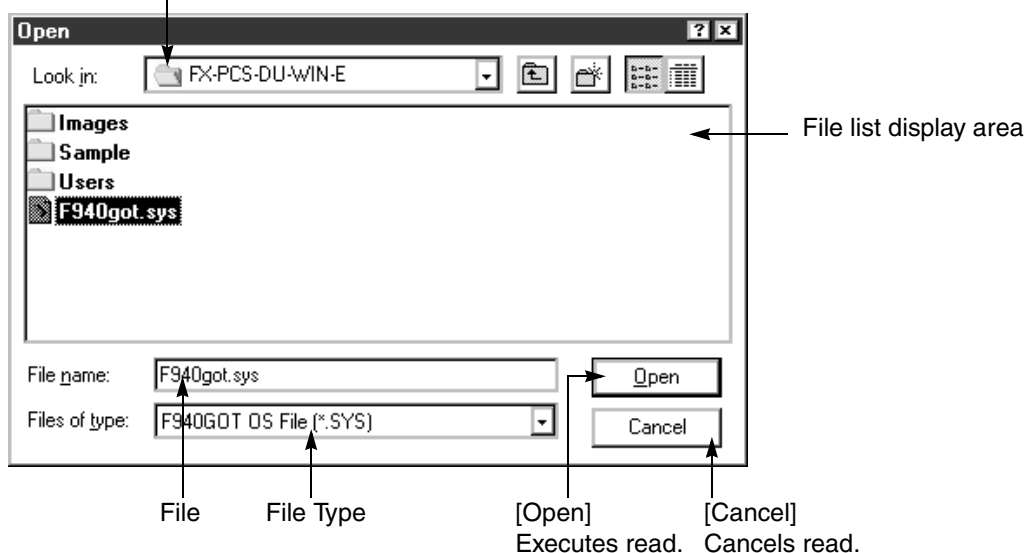 Open
Look in: FX-PCS-DU-WIN-E
Images
Sample
Users
F940got.sys
File list display area
File name: F940got.sys Open
Files of type: F940GOT OS File (*.SYS) Cancel
File File Type [Open] [Cancel]
Executes read. Cancels read.